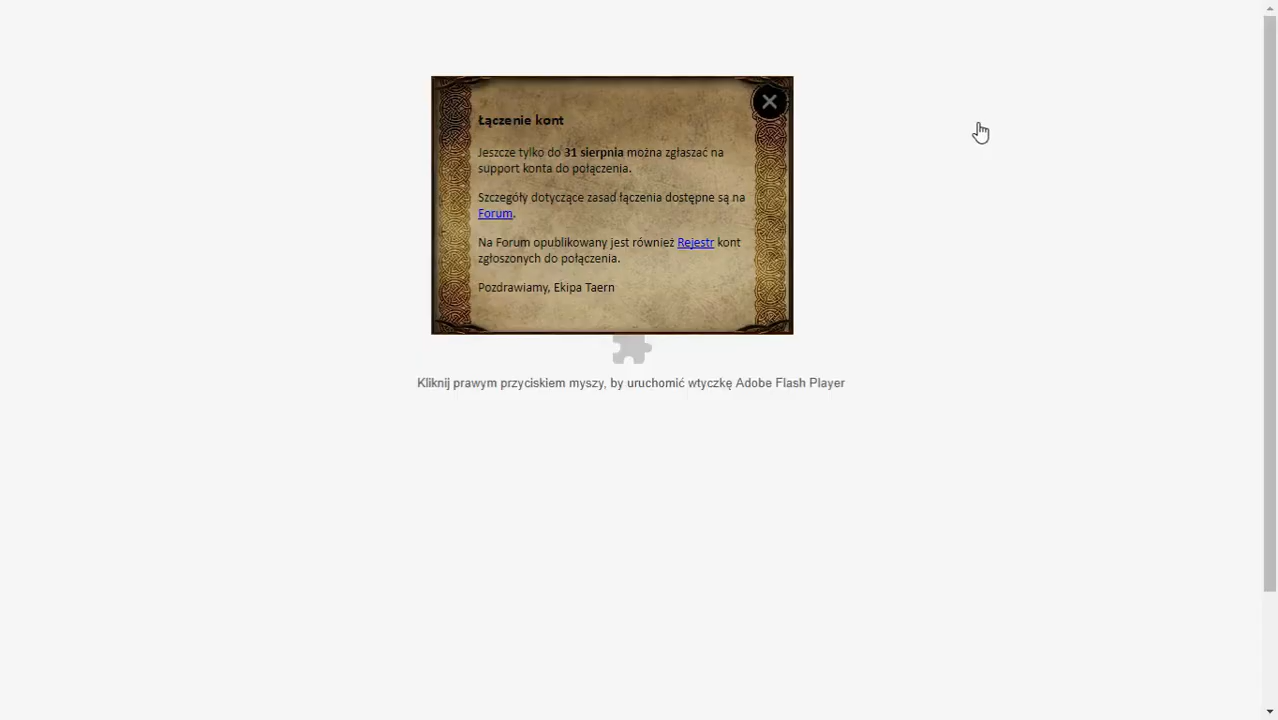 Łączenie kont
Jeszcze tylko do 31 sierpnia można zgłaszać na
support konta do połączenia.
Szczegóły dotyczące zasad łączenia dostępne są na
Forum.
Na Forum opublikowany jest również Rejestr kont
zgłoszonych do połączenia.
Pozdrawiamy, Ekipa Taern
Kliknij prawym przyciskiem myszy, by uruchomić wtyczkę Adobe Flash Player